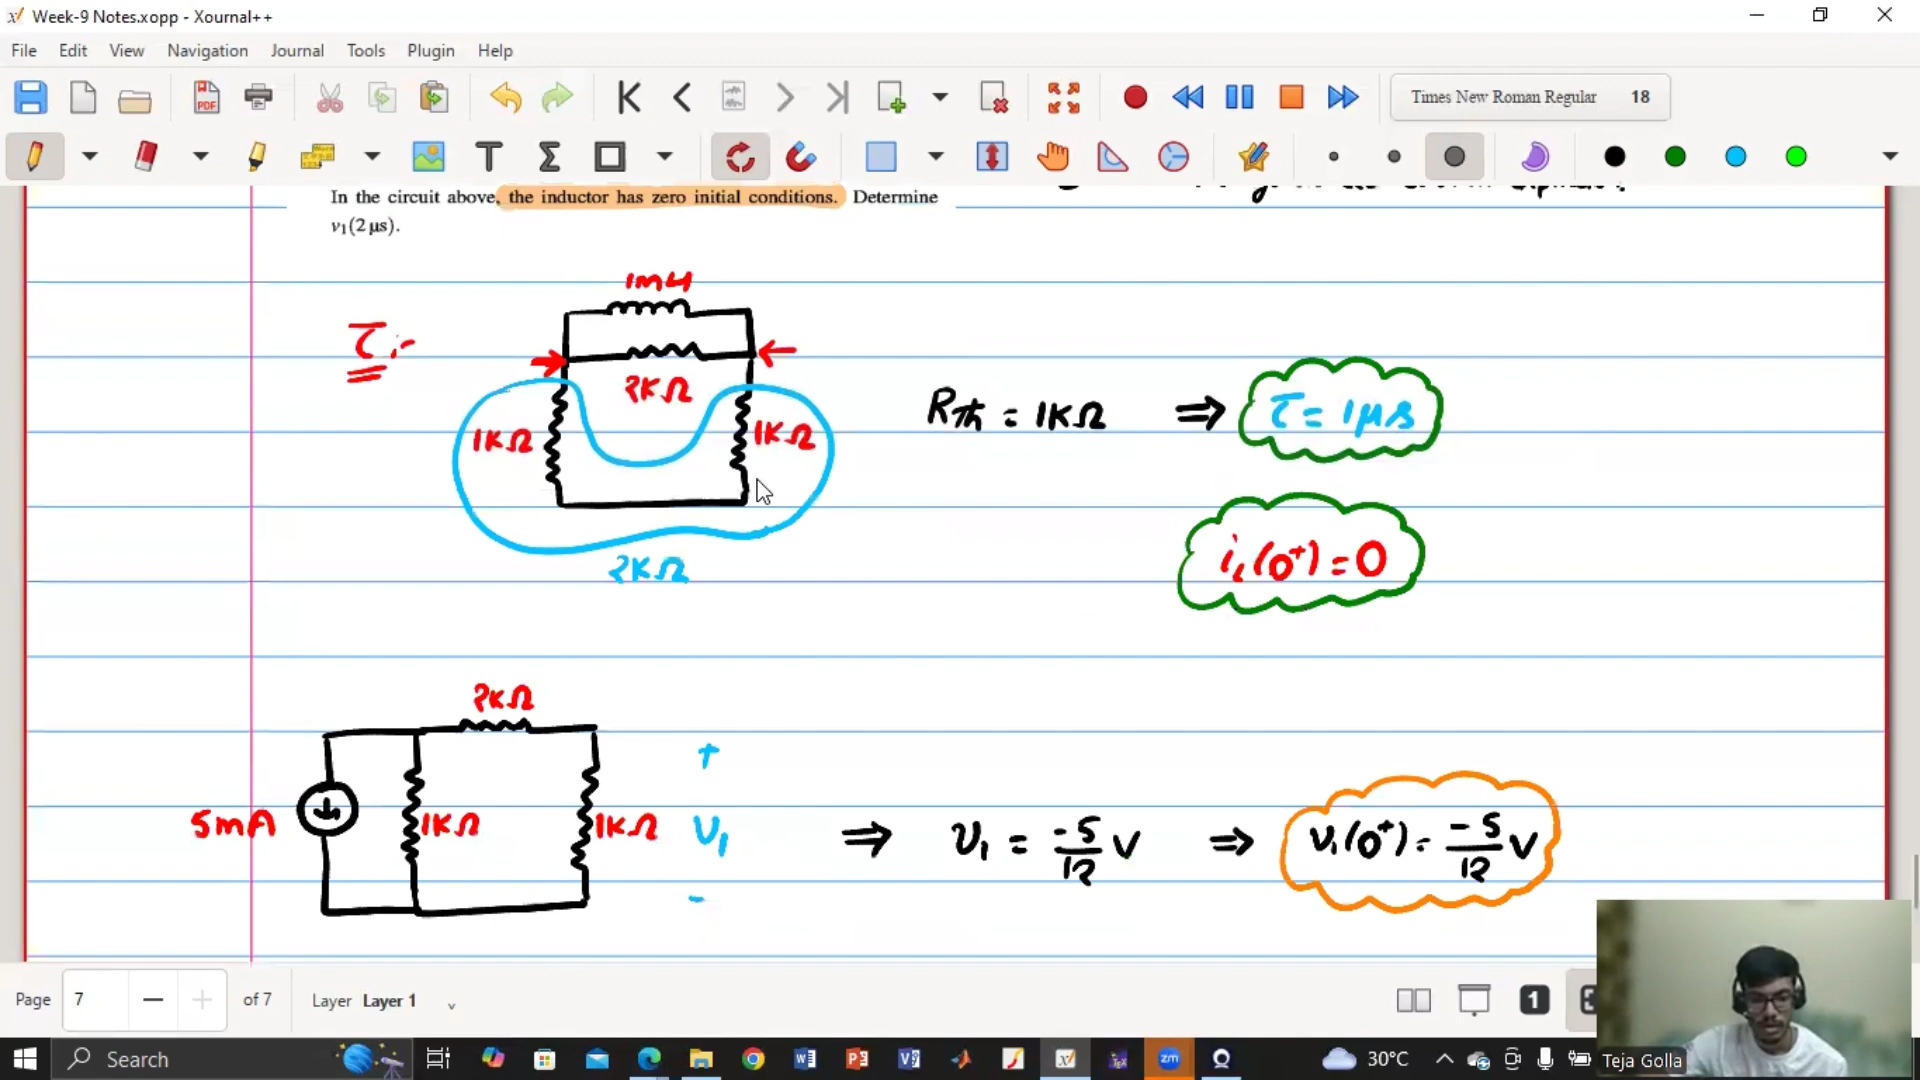 Week-9 Notes.xopp - Xournal++
File Edit View Navigation Journal Tools Plugin Help
Times New Roman Regular 18
In the circuit above, the inductor has zero initial conditions. Determine
v₁(2 µs).
1mH
τ :-
2KΩ
1KΩ
1KΩ
2KΩ
Rth = 1KΩ ⇒ τ = 1µs
iL(0⁺) = 0
2KΩ
5mA
1KΩ
1KΩ
+
v₁
-
⇒ v₁ = -5/12 V ⇒ v₁(0⁺) = -5/12 V
Page 7 of 7 Layer Layer 1
1
Teja Golla
Search
30°C